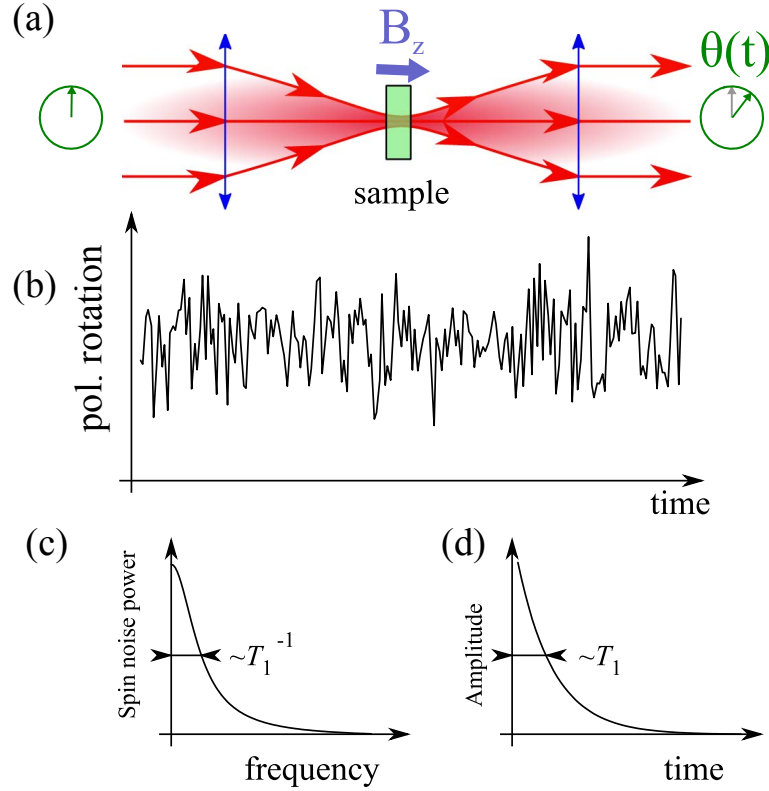 (a)
B_z
θ(t)
sample
(b)
pol. rotation
time
(c)
Spin noise power
~T_1^-1
frequency
(d)
Amplitude
~T_1
time